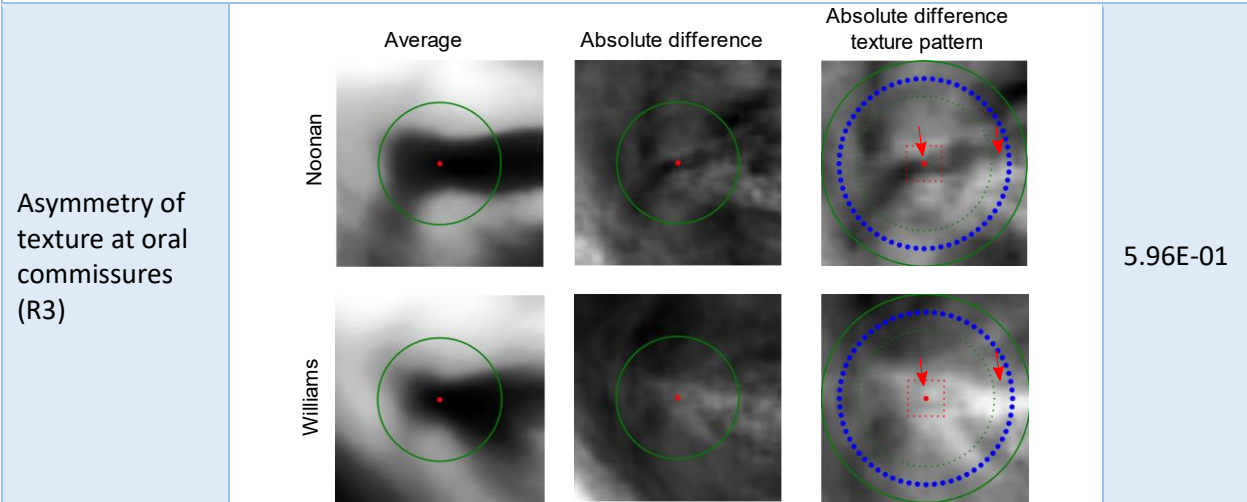 Average
Absolute difference
Absolute difference
texture pattern
Noonan
Asymmetry of
texture at oral
commissures
(R3)
5.96E-01
Williams